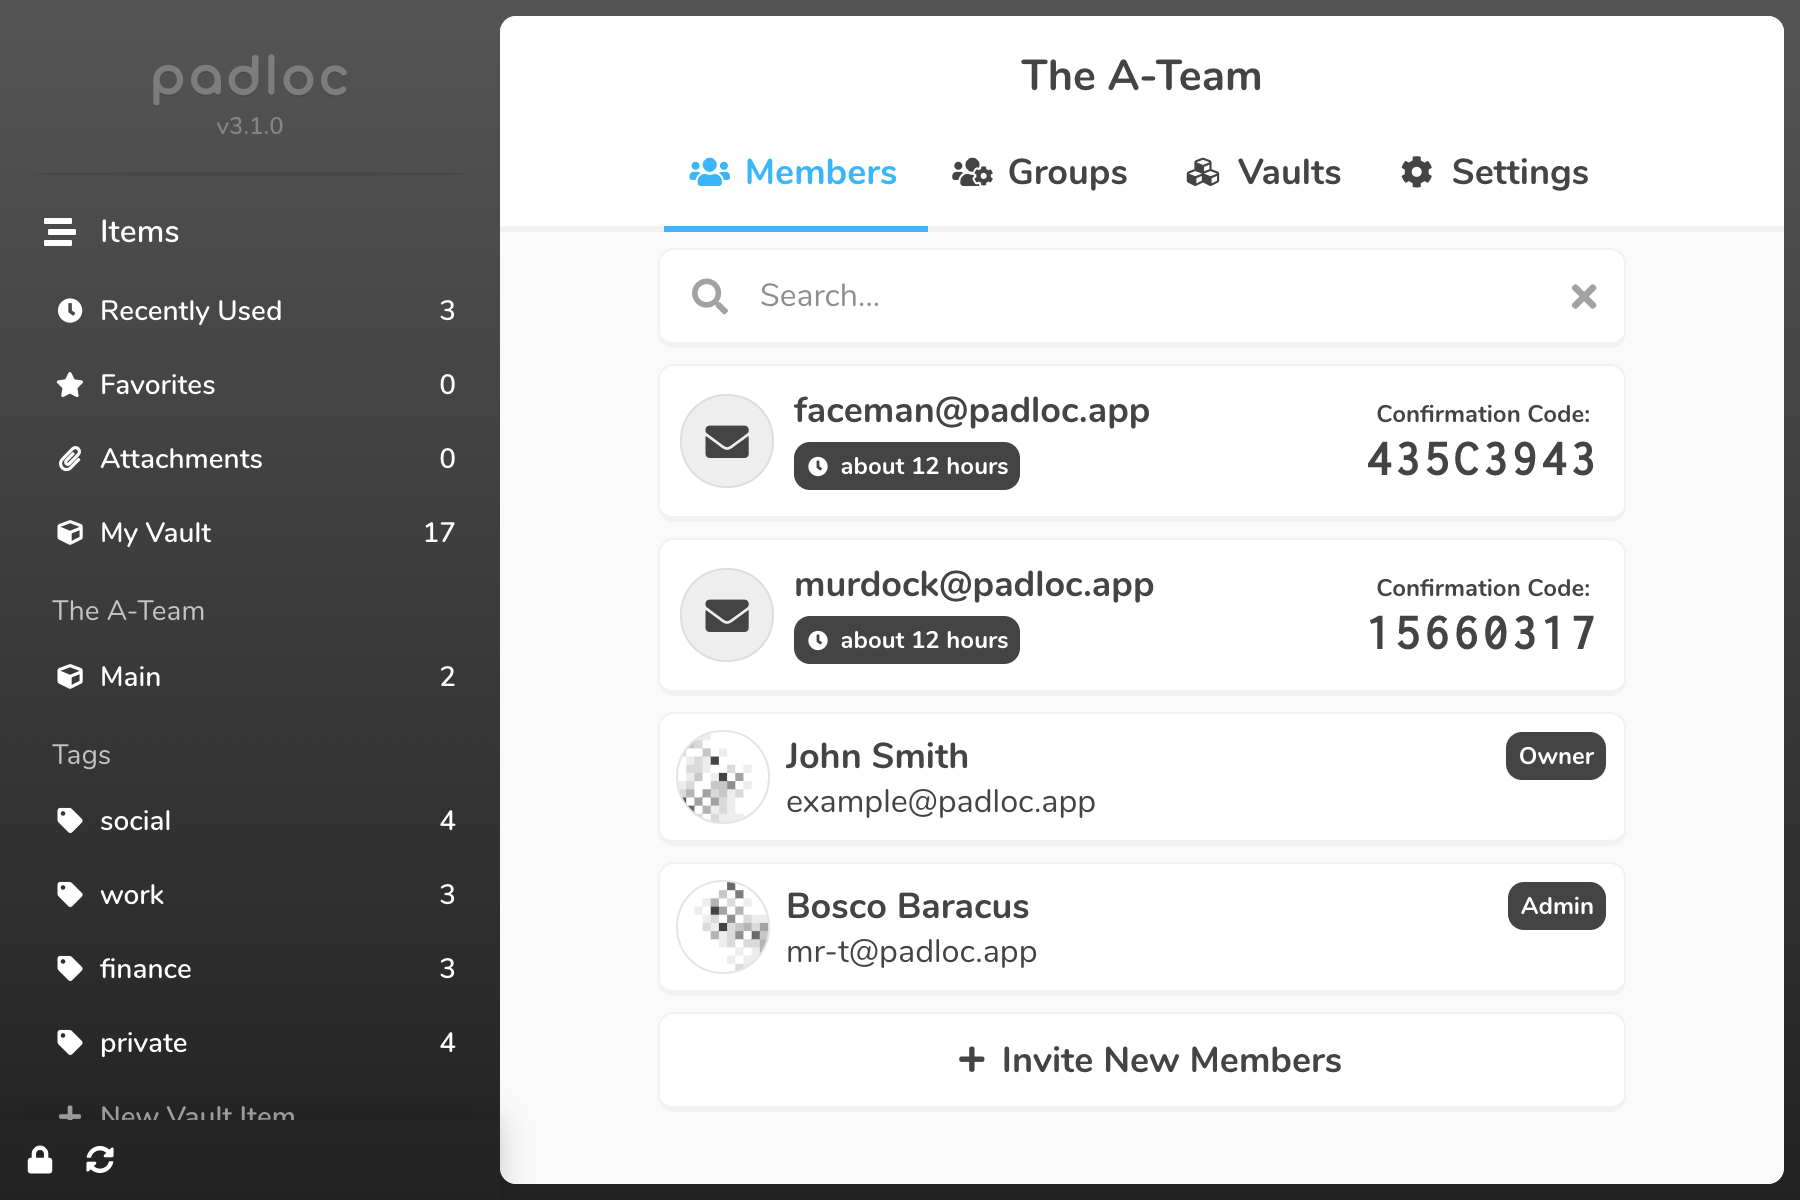 padloc
v3.1.0
Items
Recently Used 3
Favorites 0
Attachments 0
My Vault 17
The A-Team
Main 2
Tags
social 4
work 3
finance 3
private 4
New Vault Item
The A-Team
Members Groups Vaults Settings
Search...
faceman@padloc.app
about 12 hours
Confirmation Code:
435C3943
murdock@padloc.app
about 12 hours
Confirmation Code:
15660317
John Smith
example@padloc.app
Owner
Bosco Baracus
mr-t@padloc.app
Admin
Invite New Members